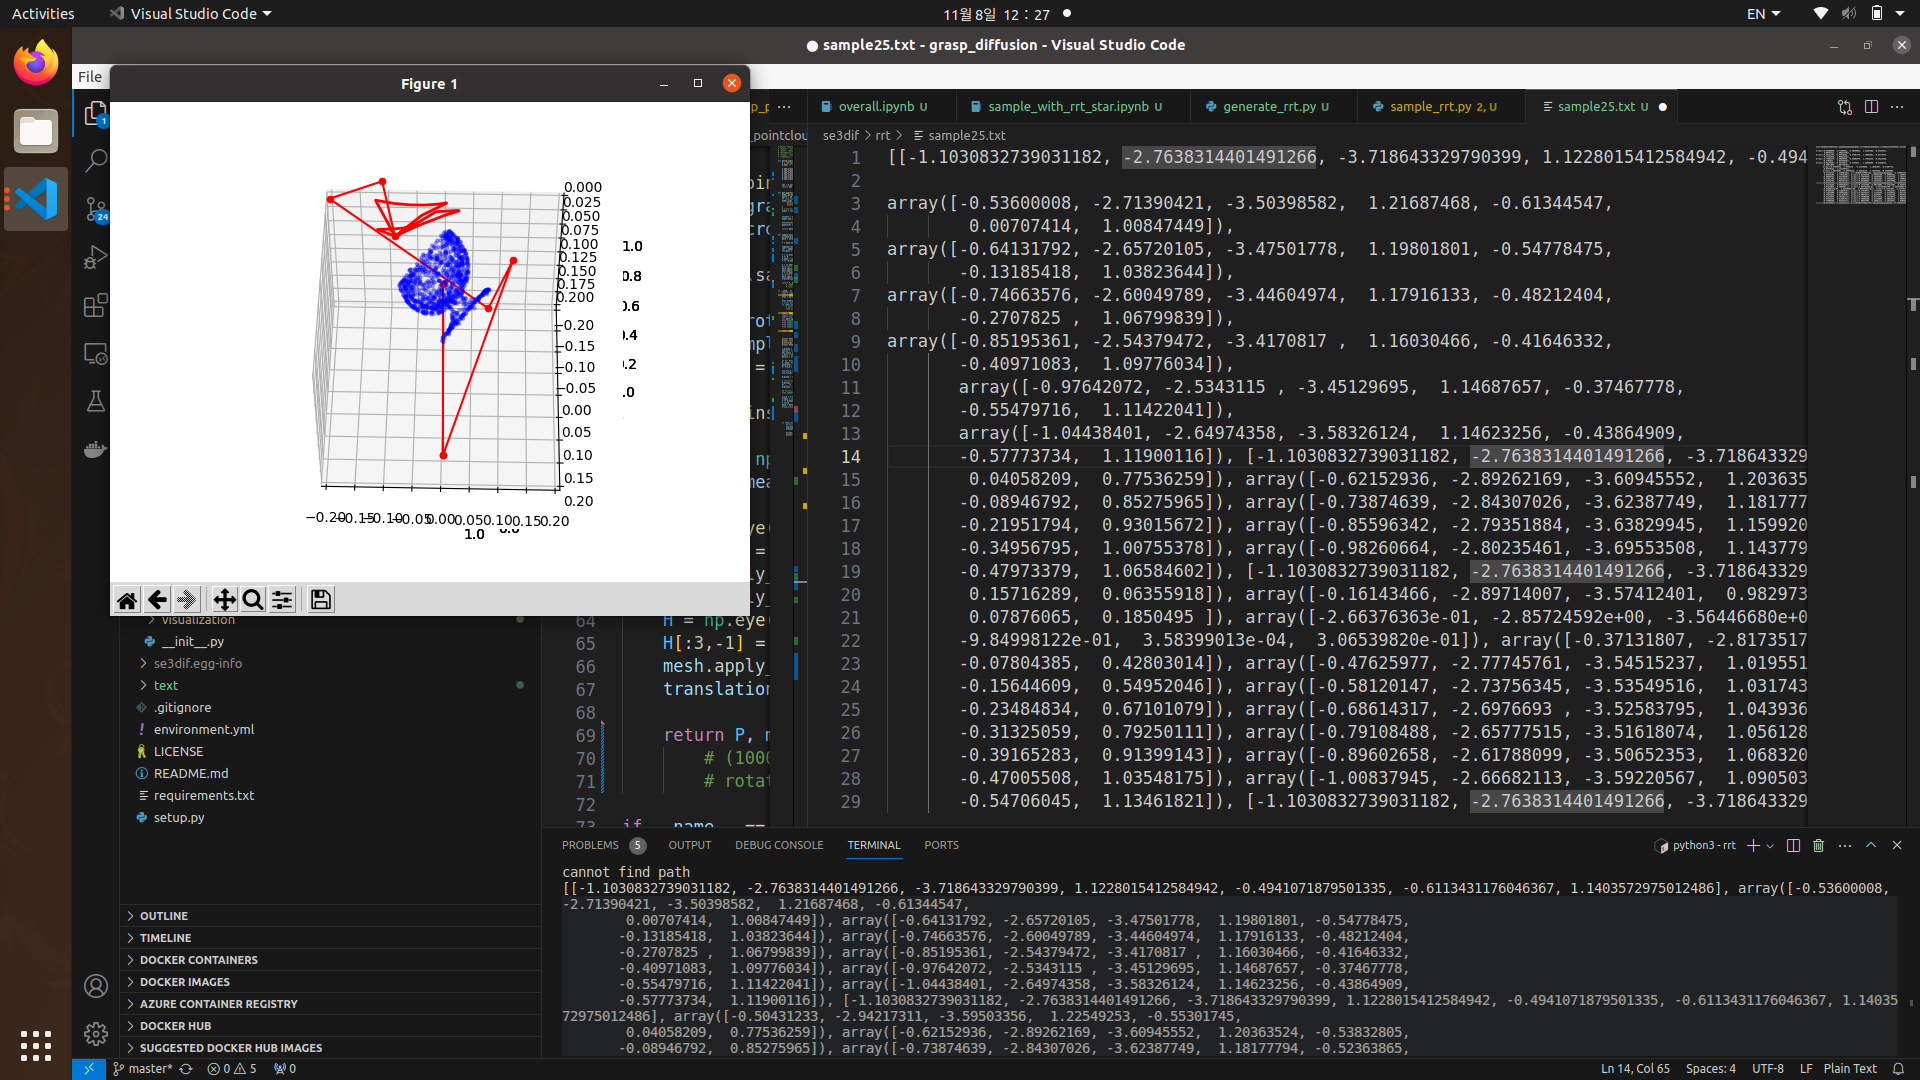 Activities
Visual Studio Code
11월 8일 12 : 27
EN
sample25.txt - grasp_diffusion - Visual Studio Code
File
Figure 1
0.000
0.025
0.050
0.075
0.100
0.125
0.150
0.175
0.200
−0.20
−0.15
−0.10
−0.05
0.00
0.05
0.10
0.15
0.20
1.0
0.8
0.6
0.4
0.2
−0.20 −0.15 −0.10 −0.05 0.00 0.05 0.10 0.15 0.20
1.0
overall.ipynb U
sample_with_rrt_star.ipynb U
generate_rrt.py U
sample_rrt.py 2, U
sample25.txt U
_pointclou
se3dif > rrt > sample25.txt
1 [[-1.1030832739031182, -2.7638314401491266, -3.718643329790399, 1.1228015412584942, -0.494
2
3 array([-0.53600008, -2.71390421, -3.50398582, 1.21687468, -0.61344547,
4 0.00707414, 1.00847449]),
5 array([-0.64131792, -2.65720105, -3.47501778, 1.19801801, -0.54778475,
6 -0.13185418, 1.03823644]),
7 array([-0.74663576, -2.60049789, -3.44604974, 1.17916133, -0.48212404,
8 -0.2707825 , 1.06799839]),
9 array([-0.85195361, -2.54379472, -3.4170817 , 1.16030466, -0.41646332,
10 -0.40971083, 1.09776034]),
11 array([-0.97642072, -2.5343115 , -3.45129695, 1.14687657, -0.37467778,
12 -0.55479716, 1.11422041]),
13 array([-1.04438401, -2.64974358, -3.58326124, 1.14623256, -0.43864909,
14 -0.57773734, 1.11900116]), [-1.1030832739031182, -2.7638314401491266, -3.718643329
15 0.04058209, 0.77536259]), array([-0.62152936, -2.89262169, -3.60945552, 1.203635
16 -0.08946792, 0.85275965]), array([-0.73874639, -2.84307026, -3.62387749, 1.181777
17 -0.21951794, 0.93015672]), array([-0.85596342, -2.79351884, -3.63829945, 1.159920
18 -0.34956795, 1.00755378]), array([-0.98260664, -2.80235461, -3.69553508, 1.143779
19 -0.47973379, 1.06584602]), [-1.1030832739031182, -2.7638314401491266, -3.718643329
20 0.15716289, 0.06355918]), array([-0.16143466, -2.89714007, -3.57412401, 0.982973
21 0.07876065, 0.1850495 ]), array([-2.66376363e-01, -2.85724592e+00, -3.56446680e+0
22 -9.84998122e-01, 3.58399013e-04, 3.06539820e-01]), array([-0.37131807, -2.8173517
23 -0.07804385, 0.42803014]), array([-0.47625977, -2.77745761, -3.54515237, 1.019551
24 -0.15644609, 0.54952046]), array([-0.58120147, -2.73756345, -3.53549516, 1.031743
25 -0.23484834, 0.67101079]), array([-0.68614317, -2.6976693 , -3.52583795, 1.043936
26 -0.31325059, 0.79250111]), array([-0.79108488, -2.65777515, -3.51618074, 1.056128
27 -0.39165283, 0.91399143]), array([-0.89602658, -2.61788099, -3.50652353, 1.068320
28 -0.47005508, 1.03548175]), array([-1.00837945, -2.66682113, -3.59220567, 1.090503
29 -0.54706045, 1.13461821]), [-1.1030832739031182, -2.7638314401491266, -3.718643329
64 H = np.eye(
65 H[:3,-1] =
66 mesh.apply_
67 translation
68
69 return P, m
70 # (1000
71 # rotat
72
73 if __name__ ==
visualization
__init__.py
se3dif.egg-info
text
.gitignore
environment.yml
LICENSE
README.md
requirements.txt
setup.py
OUTLINE
TIMELINE
DOCKER CONTAINERS
DOCKER IMAGES
AZURE CONTAINER REGISTRY
DOCKER HUB
SUGGESTED DOCKER HUB IMAGES
PROBLEMS 5 OUTPUT DEBUG CONSOLE TERMINAL PORTS
python3 - rrt
cannot find path
[[-1.1030832739031182, -2.7638314401491266, -3.718643329790399, 1.1228015412584942, -0.4941071879501335, -0.6113431176046367, 1.1403572975012486], array([-0.53600008,
-2.71390421, -3.50398582, 1.21687468, -0.61344547,
0.00707414, 1.00847449]), array([-0.64131792, -2.65720105, -3.47501778, 1.19801801, -0.54778475,
-0.13185418, 1.03823644]), array([-0.74663576, -2.60049789, -3.44604974, 1.17916133, -0.48212404,
-0.2707825 , 1.06799839]), array([-0.85195361, -2.54379472, -3.4170817 , 1.16030466, -0.41646332,
-0.40971083, 1.09776034]), array([-0.97642072, -2.5343115 , -3.45129695, 1.14687657, -0.37467778,
-0.55479716, 1.11422041]), array([-1.04438401, -2.64974358, -3.58326124, 1.14623256, -0.43864909,
-0.57773734, 1.11900116]), [-1.1030832739031182, -2.7638314401491266, -3.718643329790399, 1.1228015412584942, -0.4941071879501335, -0.6113431176046367, 1.14035
72975012486], array([-0.50431233, -2.94217311, -3.59503356, 1.22549253, -0.55301745,
0.04058209, 0.77536259]), array([-0.62152936, -2.89262169, -3.60945552, 1.20363524, -0.53832805,
-0.08946792, 0.85275965]), array([-0.73874639, -2.84307026, -3.62387749, 1.18177794, -0.52363865,
master*
0 5
0
Ln 14, Col 65 Spaces: 4 UTF-8 LF Plain Text
1
24